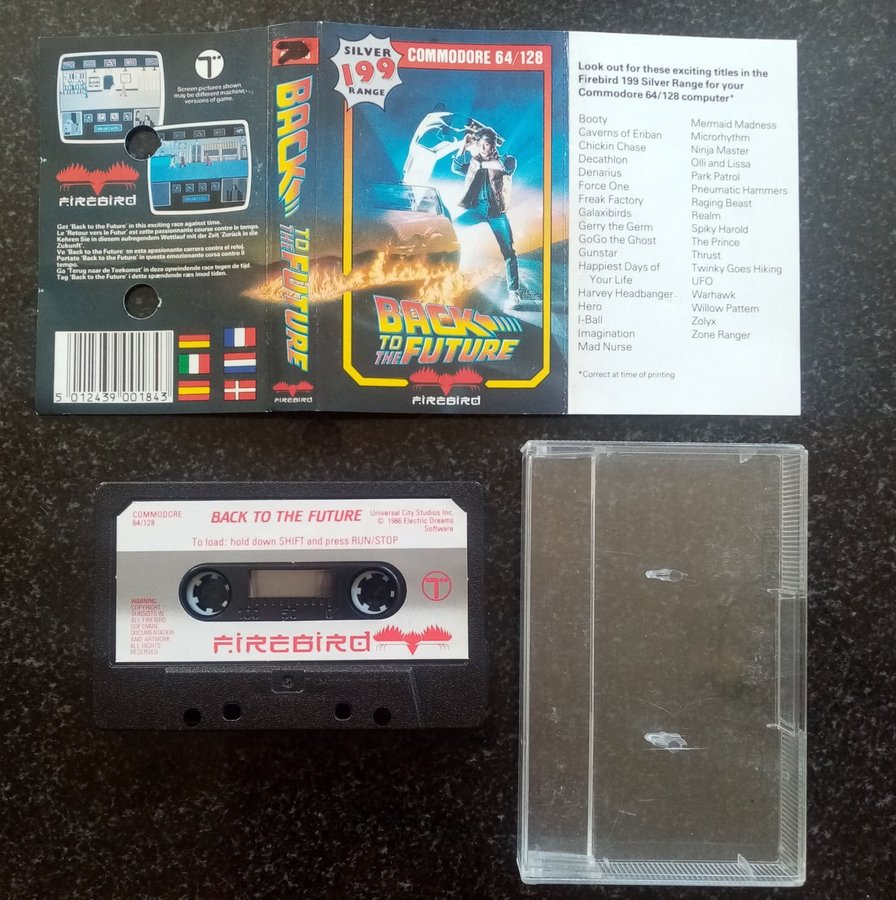 Screen pictures shown,
may be different machine
versions of game.
FIREBIRD
Get 'Back to the Future' in this exciting race against time.
Le 'Retour vers le Futur' est cette passionnante course contre le temps.
Kehren Sie in diesem aufregendem Wettlauf mit der Zeit 'Zurück in die
Zukunft'.
Ve 'Back to the Future' en esta apasionante carrera contra el reloj.
Portate 'Back to the Future' in questa emozionante corsa contro il
tempo.
Ga 'Terug naar de Toekomst' in deze opwindende race tegen de tijd.
Tag 'Back to the Future' i dette spændende ræs imod tiden.
5 012439 001843
BACK TO THE FUTURE
FIREBIRD
SILVER
199
RANGE
COMMODORE 64/128
BACK
TO
THE FUTURE
FIREBIRD
Look out for these exciting titles in the
Firebird 199 Silver Range for your
Commodore 64/128 computer*
Booty
Caverns of Eriban
Chickin Chase
Decathlon
Denarius
Force One
Freak Factory
Galaxibirds
Gerry the Germ
GoGo the Ghost
Gunstar
Happiest Days of
Your Life
Harvey Headbanger
Hero
I-Ball
Imagination
Mad Nurse
Mermaid Madness
Microrhythm
Ninja Master
Olli and Lissa
Park Patrol
Pneumatic Hammers
Raging Beast
Realm
Spiky Harold
The Prince
Thrust
Twinky Goes Hiking
UFO
Warhawk
Willow Pattern
Zolyx
Zone Ranger
*Correct at time of printing
COMMODORE
64/128
BACK TO THE FUTURE
Universal City Studios Inc.
© 1986 Electric Dreams
Software
To load: hold down SHIFT and press RUN/STOP
WARNING
COPYRIGHT
SUBSISTS IN
ALL FIREBIRD
SOFTWARE
DOCUMENTATION
AND ARTWORK
ALL RIGHTS
RESERVED
100 50 0
FIREBIRD